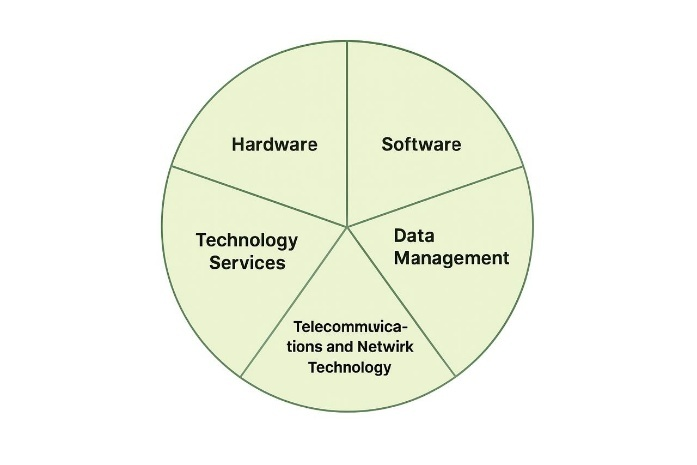 Hardware
Software
Technology
Services
Data
Management
Telecommuvica-
tions and Netwirk
Technology